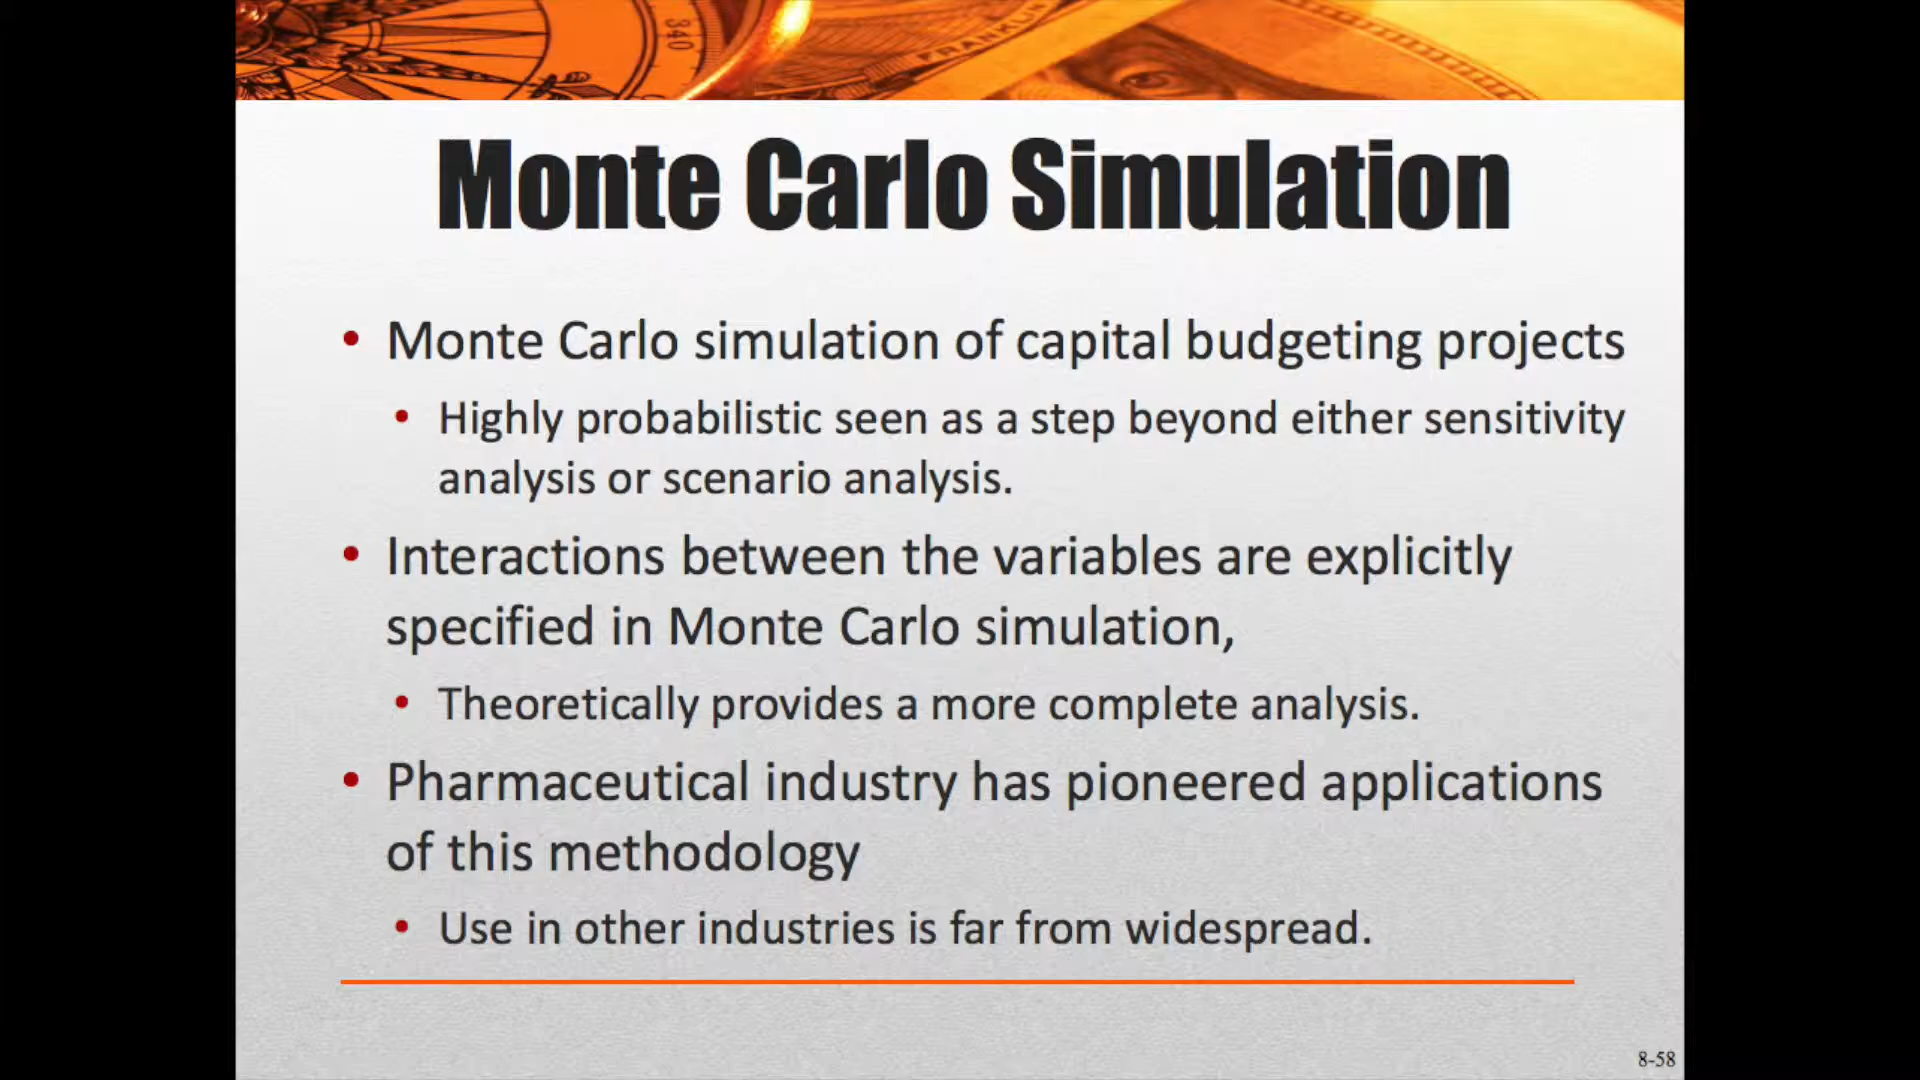 340
FRANKLIN
Monte Carlo Simulation
• Monte Carlo simulation of capital budgeting projects
• Highly probabilistic seen as a step beyond either sensitivity
analysis or scenario analysis.
• Interactions between the variables are explicitly
specified in Monte Carlo simulation,
• Theoretically provides a more complete analysis.
• Pharmaceutical industry has pioneered applications
of this methodology
• Use in other industries is far from widespread.
8-58